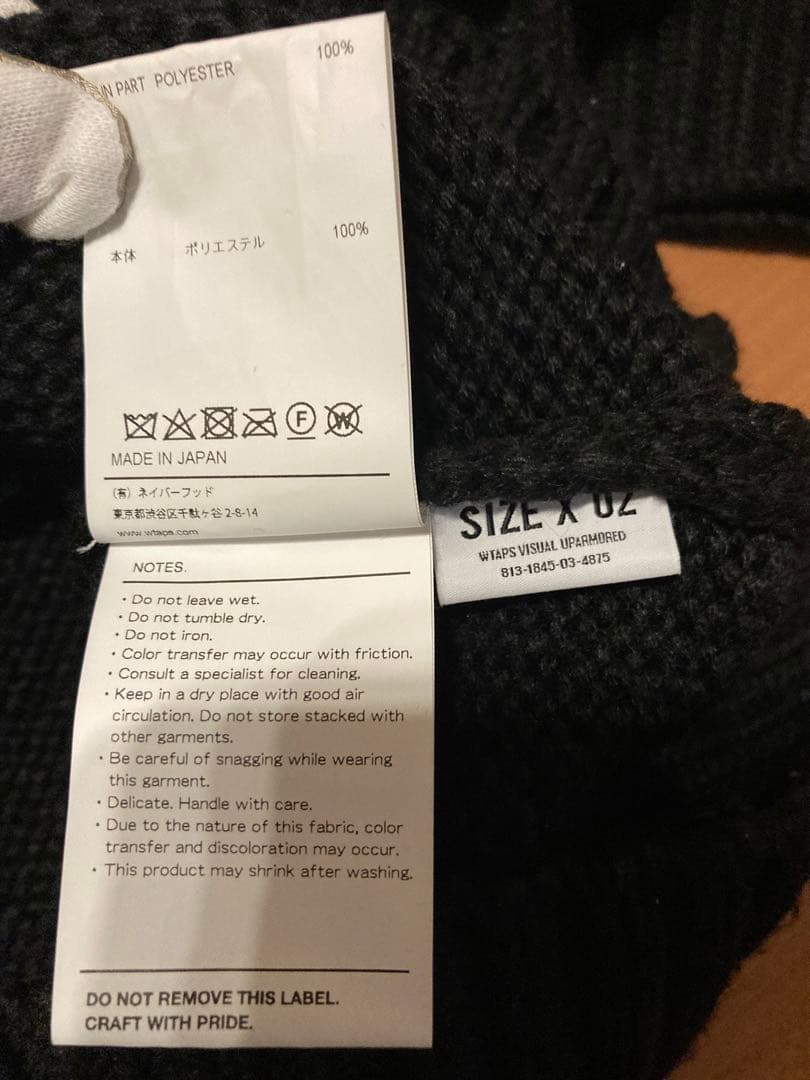 IN PART POLYESTER 100%
本体 ポリエステル 100%
F W
MADE IN JAPAN
(有) ネイバーフッド
東京都渋谷区千駄ヶ谷 2-8-14
www.wtaps.com
NOTES.
・Do not leave wet.
・Do not tumble dry.
・Do not iron.
・Color transfer may occur with friction.
・Consult a specialist for cleaning.
・Keep in a dry place with good air
circulation. Do not store stacked with
other garments.
・Be careful of snagging while wearing
this garment.
・Delicate. Handle with care.
・Due to the nature of this fabric, color
transfer and discoloration may occur.
・This product may shrink after washing.
DO NOT REMOVE THIS LABEL.
CRAFT WITH PRIDE.
SIZE X 02
WTAPS VISUAL UPARMORED
813-1845-03-4875